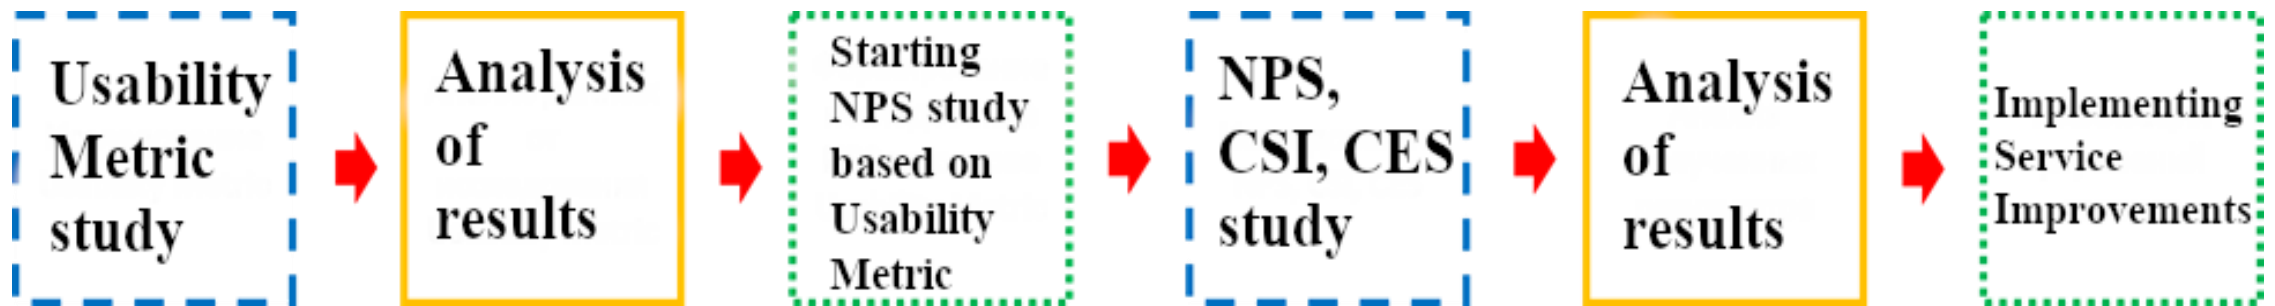 Usability
Metric
study
Analysis
of
results
Starting
NPS study
based on
Usability
Metric
NPS,
CSI, CES
study
Analysis
of
results
Implementing
Service
Improvements